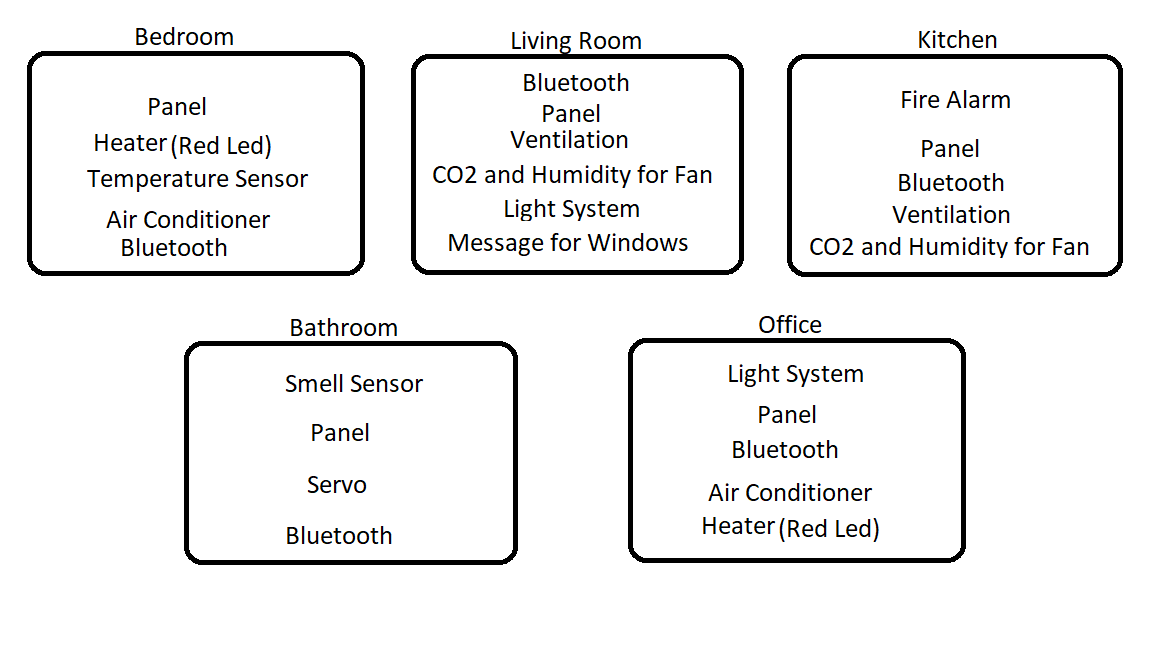 Bedroom
Panel
Heater (Red Led)
Temperature Sensor
Air Conditioner
Bluetooth
Living Room
Bluetooth
Panel
Ventilation
CO2 and Humidity for Fan
Light System
Message for Windows
Kitchen
Fire Alarm
Panel
Bluetooth
Ventilation
CO2 and Humidity for Fan
Bathroom
Smell Sensor
Panel
Servo
Bluetooth
Office
Light System
Panel
Bluetooth
Air Conditioner
Heater (Red Led)